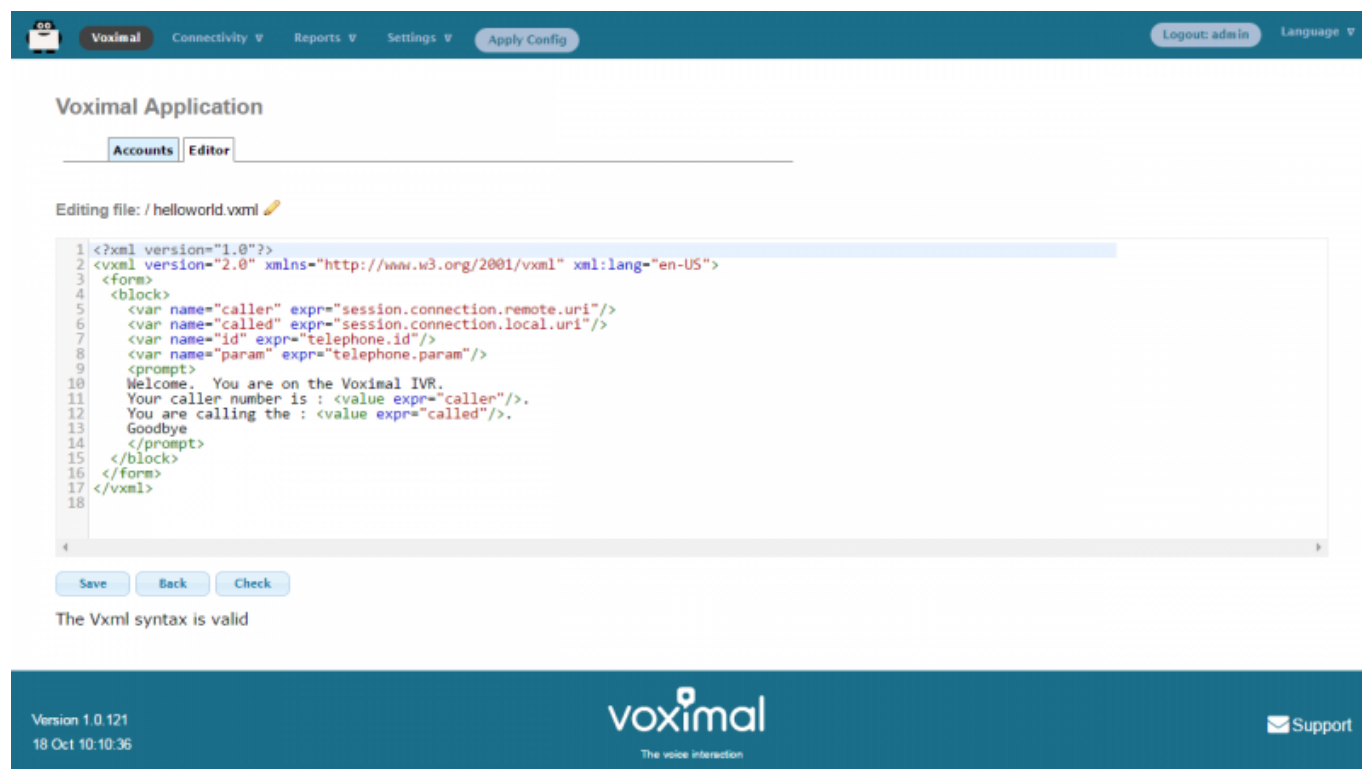 Voximal Connectivity ∇ Reports ∇ Settings ∇ Apply Config Logout: admin Language ∇
Voximal Application
Accounts Editor
Editing file: / helloworld.vxml
1 <?xml version="1.0"?>
2 <vxml version="2.0" xmlns="http://www.w3.org/2001/vxml" xml:lang="en-US">
3 <form>
4 <block>
5 <var name="caller" expr="session.connection.remote.uri"/>
6 <var name="called" expr="session.connection.local.uri"/>
7 <var name="id" expr="telephone.id"/>
8 <var name="param" expr="telephone.param"/>
9 <prompt>
10 Welcome. You are on the Voximal IVR.
11 Your caller number is : <value expr="caller"/>.
12 You are calling the : <value expr="called"/>.
13 Goodbye
14 </prompt>
15 </block>
16 </form>
17 </vxml>
18
Save Back Check
The Vxml syntax is valid
Version 1.0.121
18 Oct 10:10:36
voximal
The voice interaction
Support